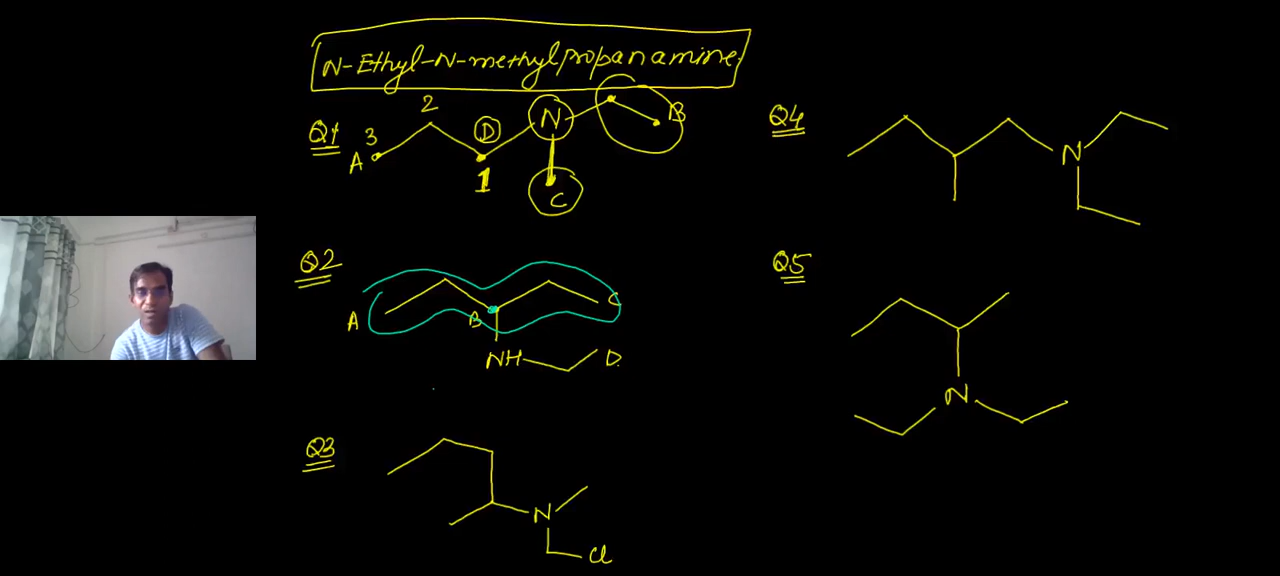 N-Ethyl-N-methylpropanamine
Q1
A 3 2 D 1 N B C
Q2
A B C
NH D
Q3
N
Cl
Q4
N
Q5
N